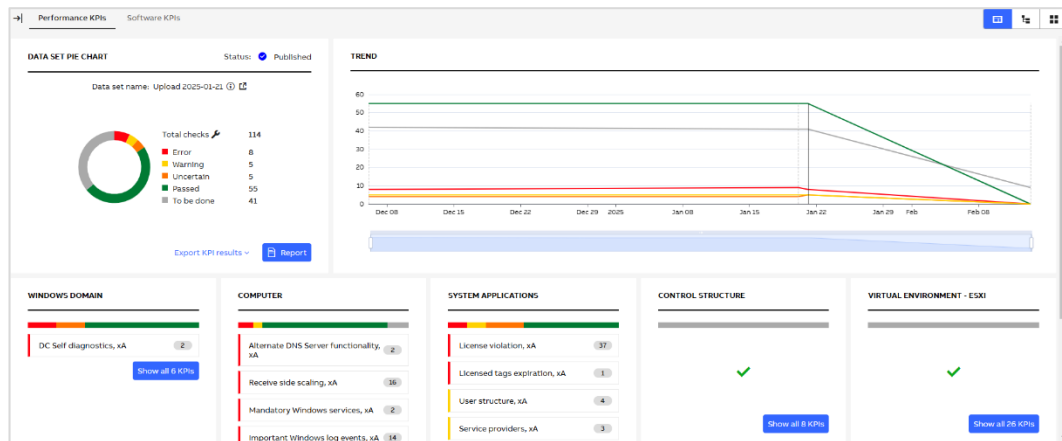 Performance KPIs Software KPIs
DATA SET PIE CHART Status: Published
Data set name: Upload 2025-01-21
Total checks 114
Error 8
Warning 5
Uncertain 5
Passed 55
To be done 41
Export KPI results Report
TREND
60
50
40
30
20
10
0
Dec 08 Dec 15 Dec 22 Dec 29 2025 Jan 08 Jan 15 Jan 22 Jan 29 Feb Feb 08
WINDOWS DOMAIN
DC Self diagnostics, xA 2
Show all 6 KPIs
COMPUTER
Alternate DNS Server functionality, xA 2
Receive side scaling, xA 16
Mandatory Windows services, xA 2
Important Windows log events, xA 14
SYSTEM APPLICATIONS
License violation, xA 37
Licensed tags expiration, xA 1
User structure, xA 4
Service providers, xA 3
CONTROL STRUCTURE
Show all 8 KPIs
VIRTUAL ENVIRONMENT - ESXI
Show all 26 KPIs